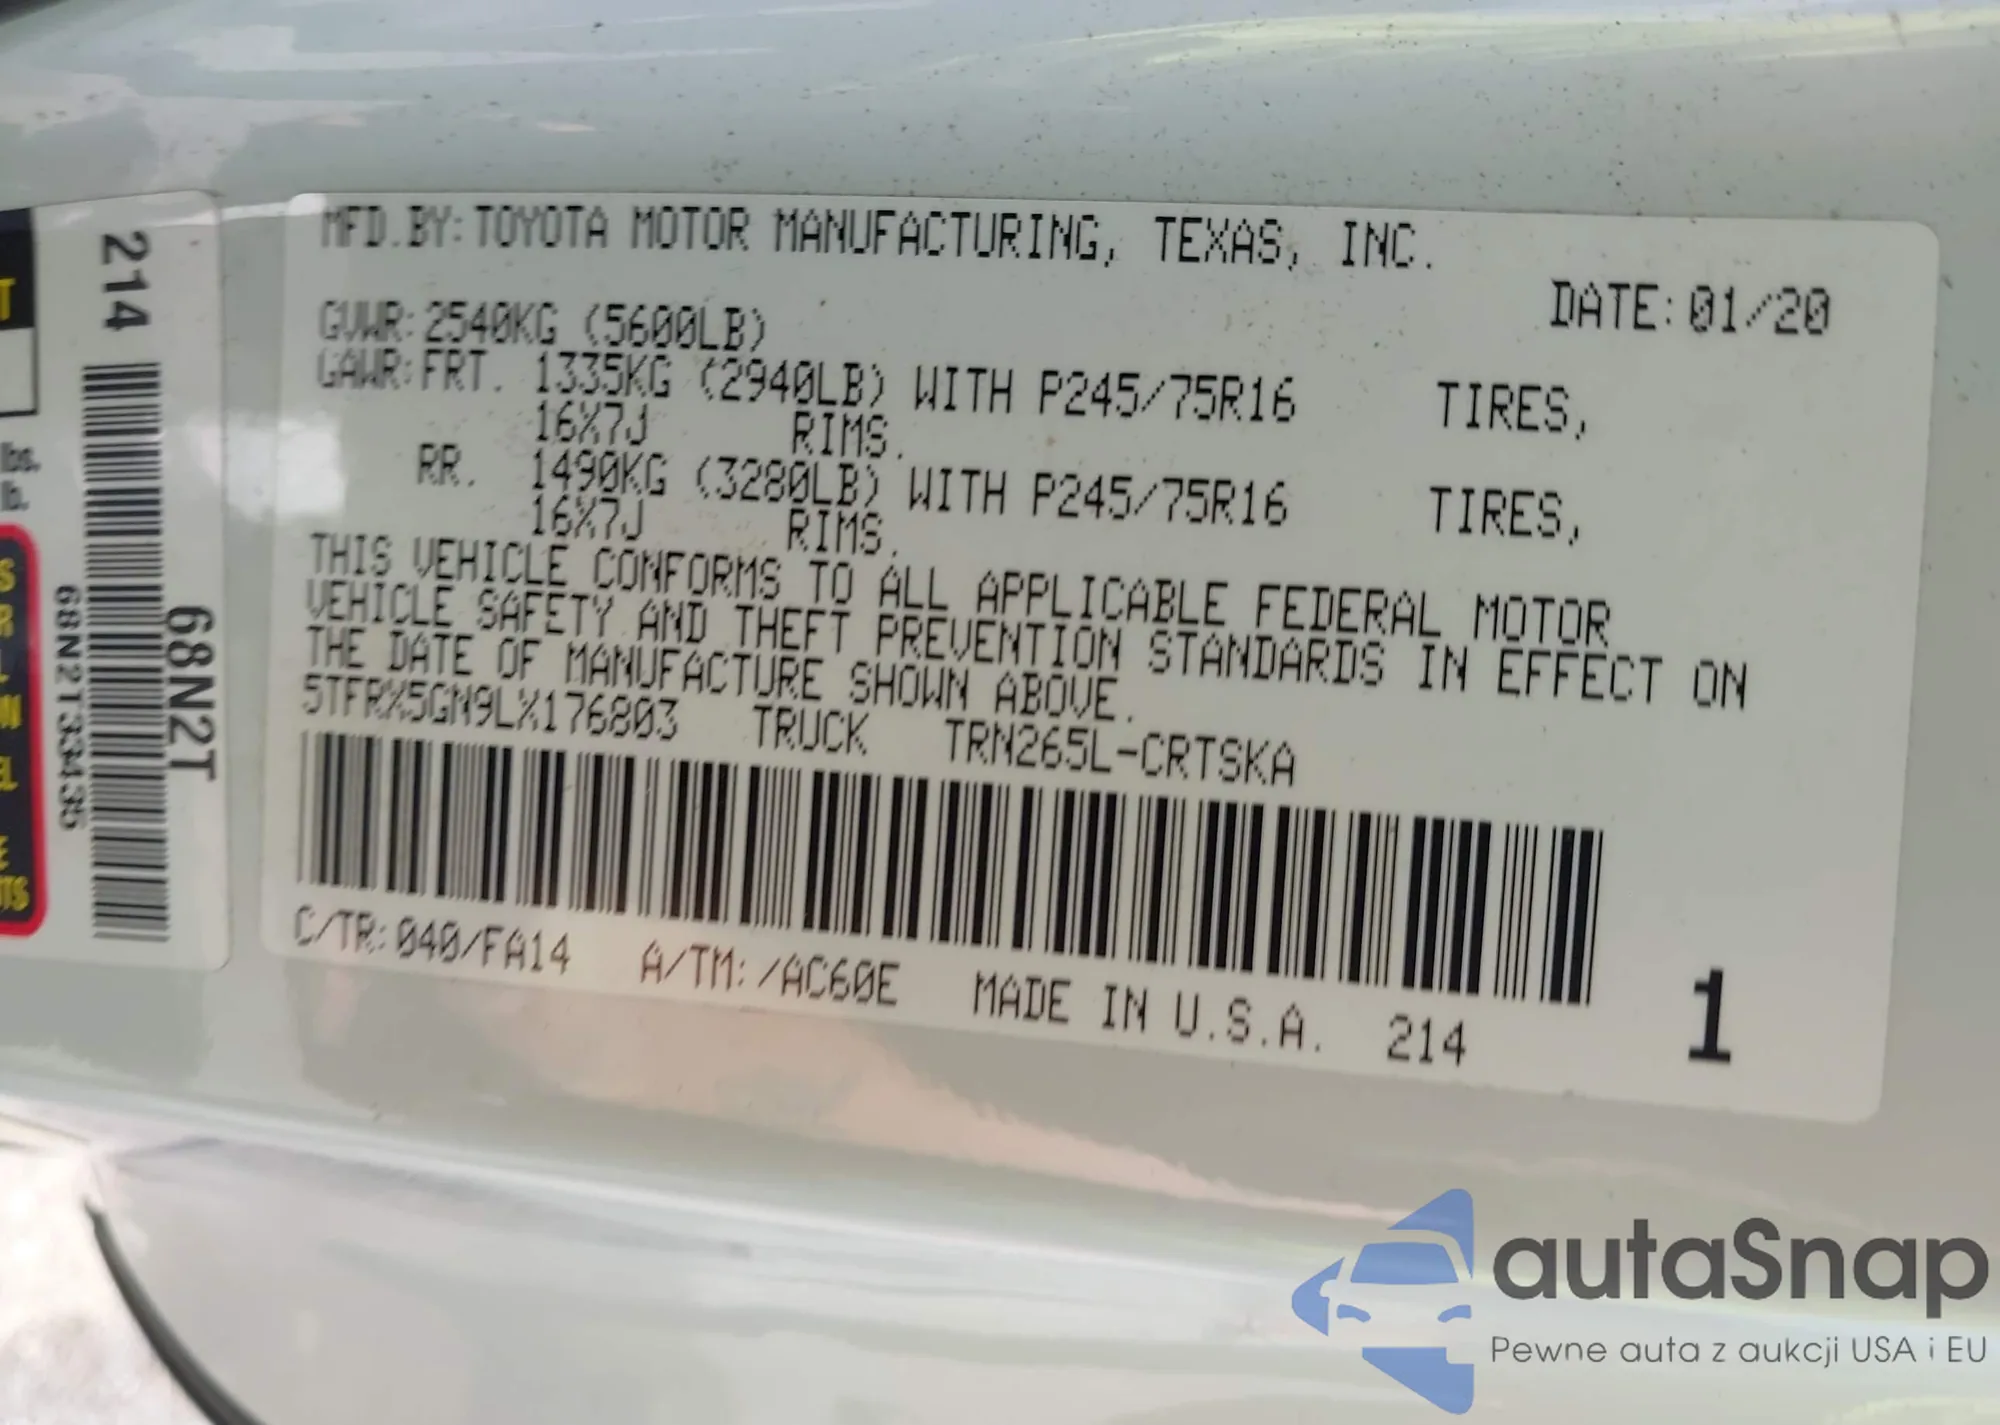 MFD.BY:TOYOTA MOTOR MANUFACTURING, TEXAS, INC.
DATE:01/20
GVWR:2540KG (5600LB)
GAWR:FRT. 1335KG (2940LB) WITH P245/75R16 TIRES,
16X7J RIMS.
RR. 1490KG (3280LB) WITH P245/75R16 TIRES,
16X7J RIMS.
THIS VEHICLE CONFORMS TO ALL APPLICABLE FEDERAL MOTOR
VEHICLE SAFETY AND THEFT PREVENTION STANDARDS IN EFFECT ON
THE DATE OF MANUFACTURE SHOWN ABOVE.
5TFRX5GN9LX176803 TRUCK TRN265L-CRTSKA
C/TR:040/FA14 A/TM:/AC60E MADE IN U.S.A. 214
1
214
68N2T
68N2T33435
lbs.
lb.
autaSnap
Pewne auta z aukcji USA i EU